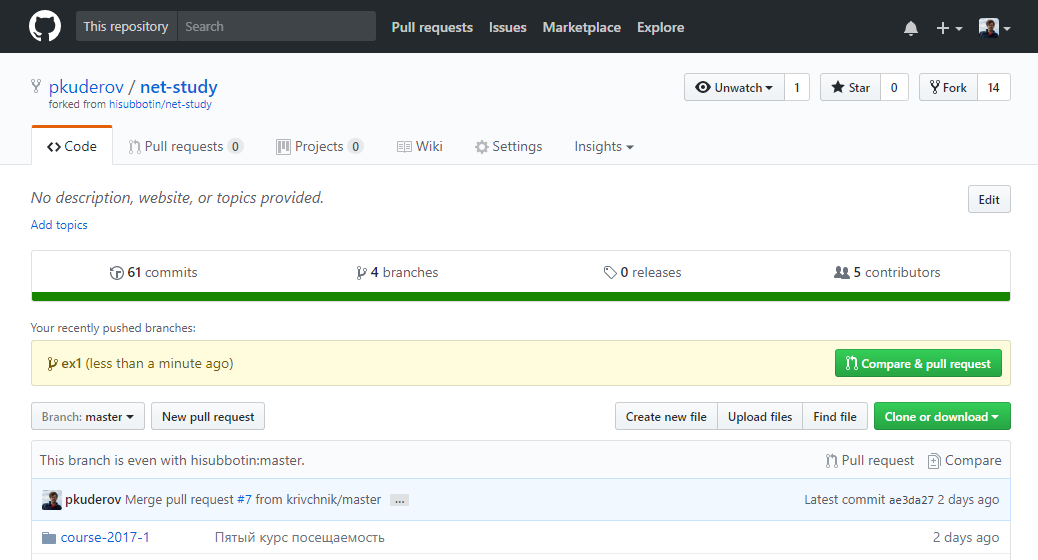 This repository Search Pull requests Issues Marketplace Explore
pkuderov / net-study Unwatch 1 Star 0 Fork 14
forked from hisubbotin/net-study
Code Pull requests 0 Projects 0 Wiki Settings Insights
No description, website, or topics provided. Edit
Add topics
61 commits 4 branches 0 releases 5 contributors
Your recently pushed branches:
ex1 (less than a minute ago) Compare & pull request
Branch: master New pull request Create new file Upload files Find file Clone or download
This branch is even with hisubbotin:master. Pull request Compare
pkuderov Merge pull request #7 from krivchnik/master ... Latest commit ae3da27 2 days ago
course-2017-1 Пятый курс посещаемость 2 days ago